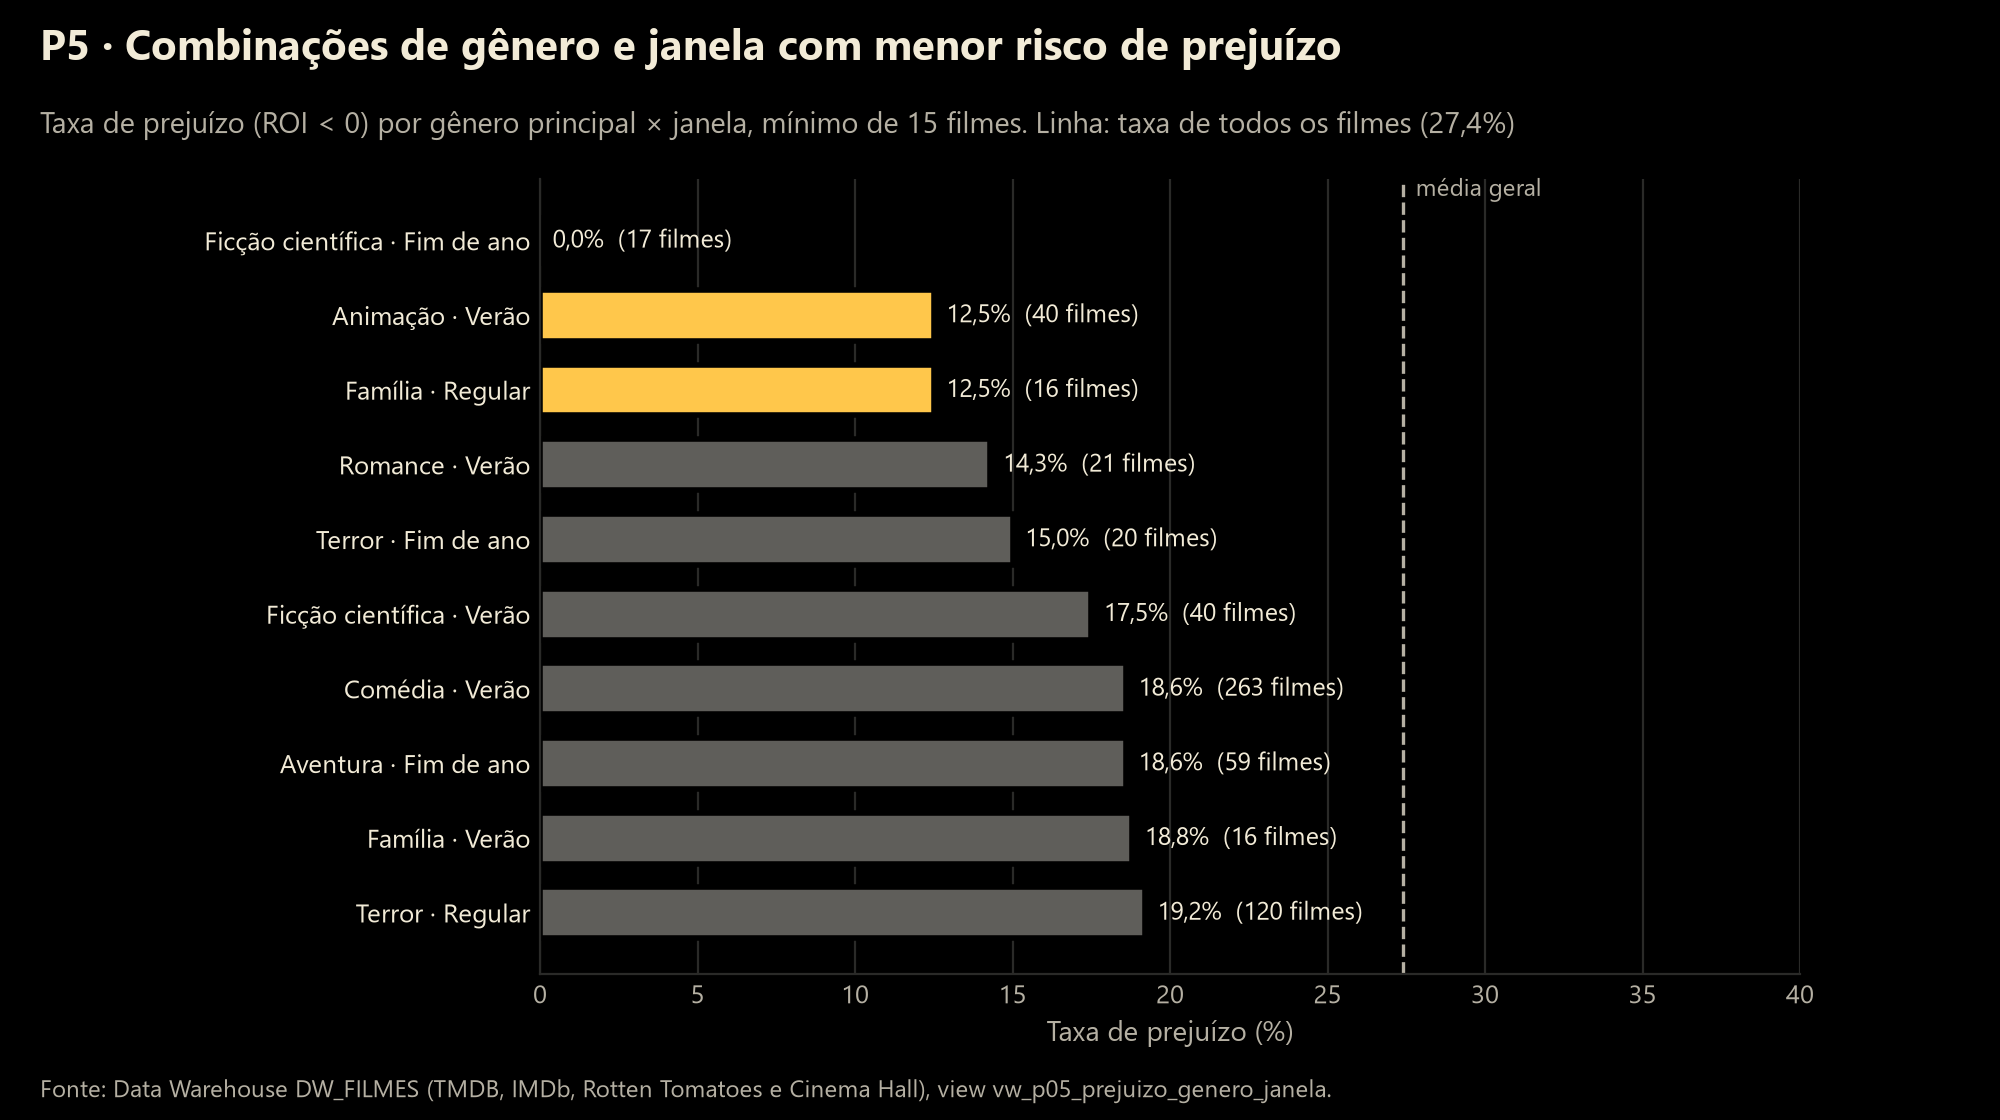 P5 · Combinações de gênero e janela com menor risco de prejuízo
Taxa de prejuízo (ROI < 0) por gênero principal × janela, mínimo de 15 filmes. Linha: taxa de todos os filmes (27,4%)
média geral
Ficção científica · Fim de ano 0,0% (17 filmes)
Animação · Verão 12,5% (40 filmes)
Família · Regular 12,5% (16 filmes)
Romance · Verão 14,3% (21 filmes)
Terror · Fim de ano 15,0% (20 filmes)
Ficção científica · Verão 17,5% (40 filmes)
Comédia · Verão 18,6% (263 filmes)
Aventura · Fim de ano 18,6% (59 filmes)
Família · Verão 18,8% (16 filmes)
Terror · Regular 19,2% (120 filmes)
0 5 10 15 20 25 30 35 40
Taxa de prejuízo (%)
Fonte: Data Warehouse DW_FILMES (TMDB, IMDb, Rotten Tomatoes e Cinema Hall), view vw_p05_prejuizo_genero_janela.